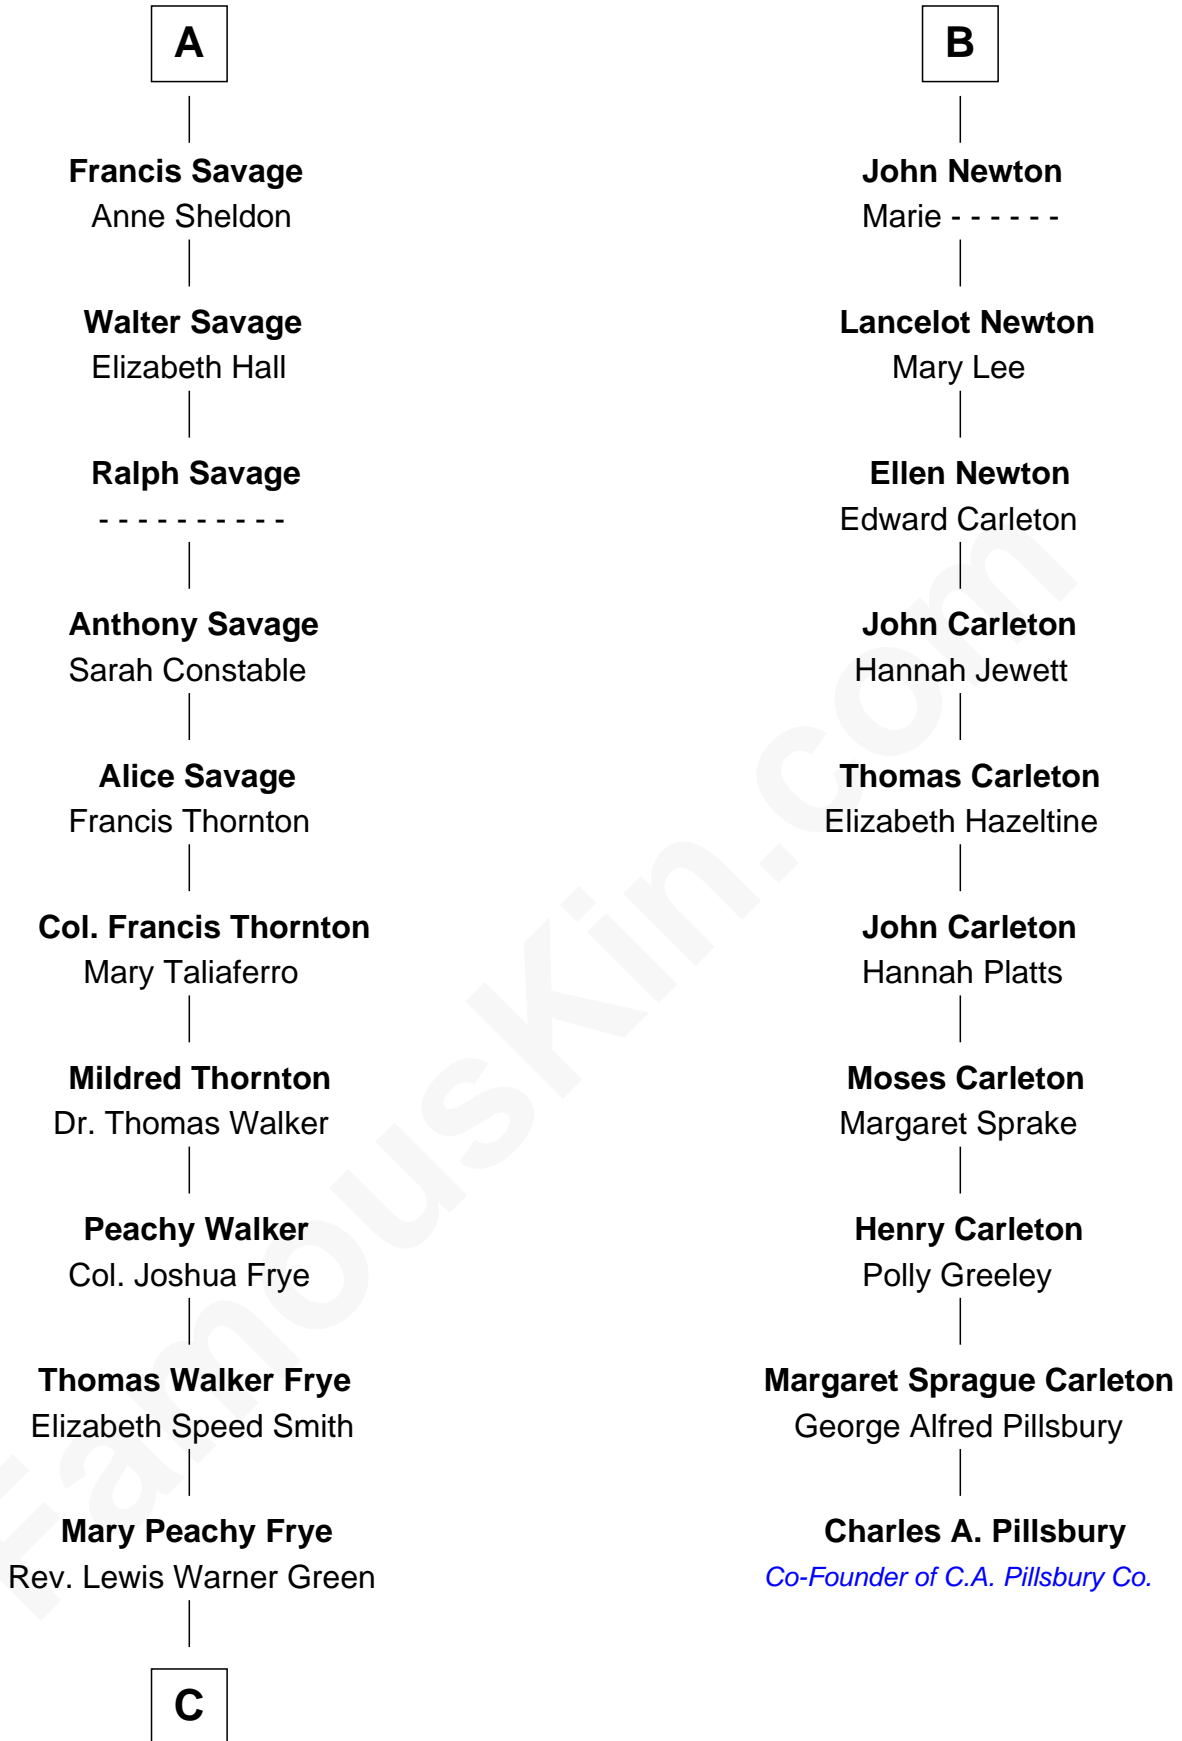 A
Francis Savage
Anne Sheldon
Walter Savage
Elizabeth Hall
Ralph Savage
- - - - - - - - - -
Anthony Savage
Sarah Constable
Alice Savage
Francis Thornton
Col. Francis Thornton
Mary Taliaferro
Mildred Thornton
Dr. Thomas Walker
Peachy Walker
Col. Joshua Frye
Thomas Walker Frye
Elizabeth Speed Smith
Mary Peachy Frye
Rev. Lewis Warner Green
C
B
John Newton
Marie - - - - - -
Lancelot Newton
Mary Lee
Ellen Newton
Edward Carleton
John Carleton
Hannah Jewett
Thomas Carleton
Elizabeth Hazeltine
John Carleton
Hannah Platts
Moses Carleton
Margaret Sprake
Henry Carleton
Polly Greeley
Margaret Sprague Carleton
George Alfred Pillsbury
Charles A. Pillsbury
Co-Founder of C.A. Pillsbury Co.
FamousKin.com